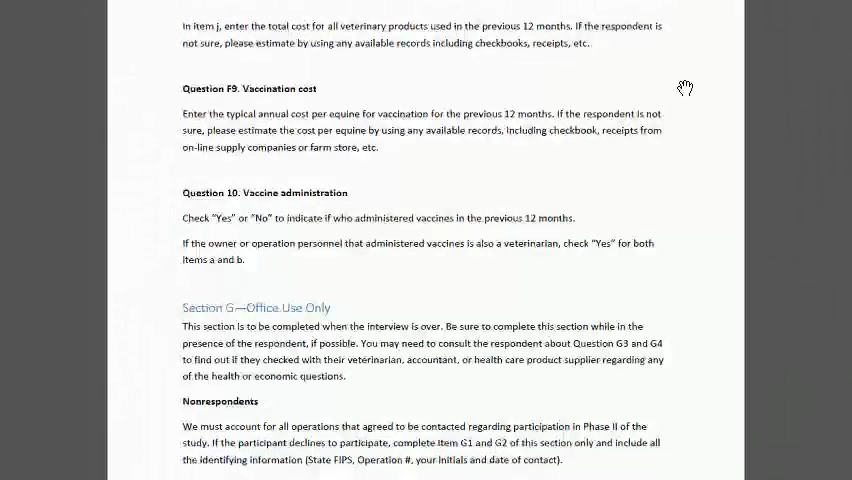 In item j, enter the total cost for all veterinary products used in the previous 12 months. If the respondent is
not sure, please estimate by using any available records including checkbooks, receipts, etc.
Question F9. Vaccination cost
Enter the typical annual cost per equine for vaccination for the previous 12 months. If the respondent is not
sure, please estimate the cost per equine by using any available records, including checkbook, receipts from
on-line supply companies or farm store, etc.
Question 10. Vaccine administration
Check “Yes” or “No” to indicate if who administered vaccines in the previous 12 months.
If the owner or operation personnel that administered vaccines is also a veterinarian, check “Yes” for both
items a and b.
Section G—Office Use Only
This section is to be completed when the interview is over. Be sure to complete this section while in the
presence of the respondent, if possible. You may need to consult the respondent about Question G3 and G4
to find out if they checked with their veterinarian, accountant, or health care product supplier regarding any
of the health or economic questions.
Nonrespondents
We must account for all operations that agreed to be contacted regarding participation in Phase II of the
study. If the participant declines to participate, complete Item G1 and G2 of this section only and include all
the identifying information (State FIPS, Operation #, your initials and date of contact).